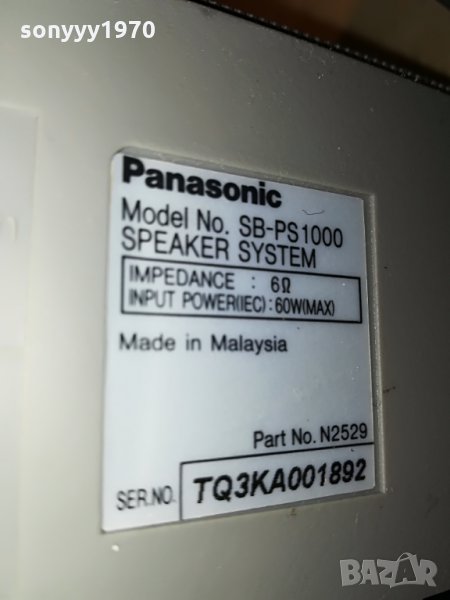 sonyyy1970
Panasonic
Model No. SB-PS1000
SPEAKER SYSTEM
IMPEDANCE : 6Ω
INPUT POWER(IEC) : 60W(MAX)
Made in Malaysia
Part No. N2529
SER.NO. TQ3KA001892
BAZAR